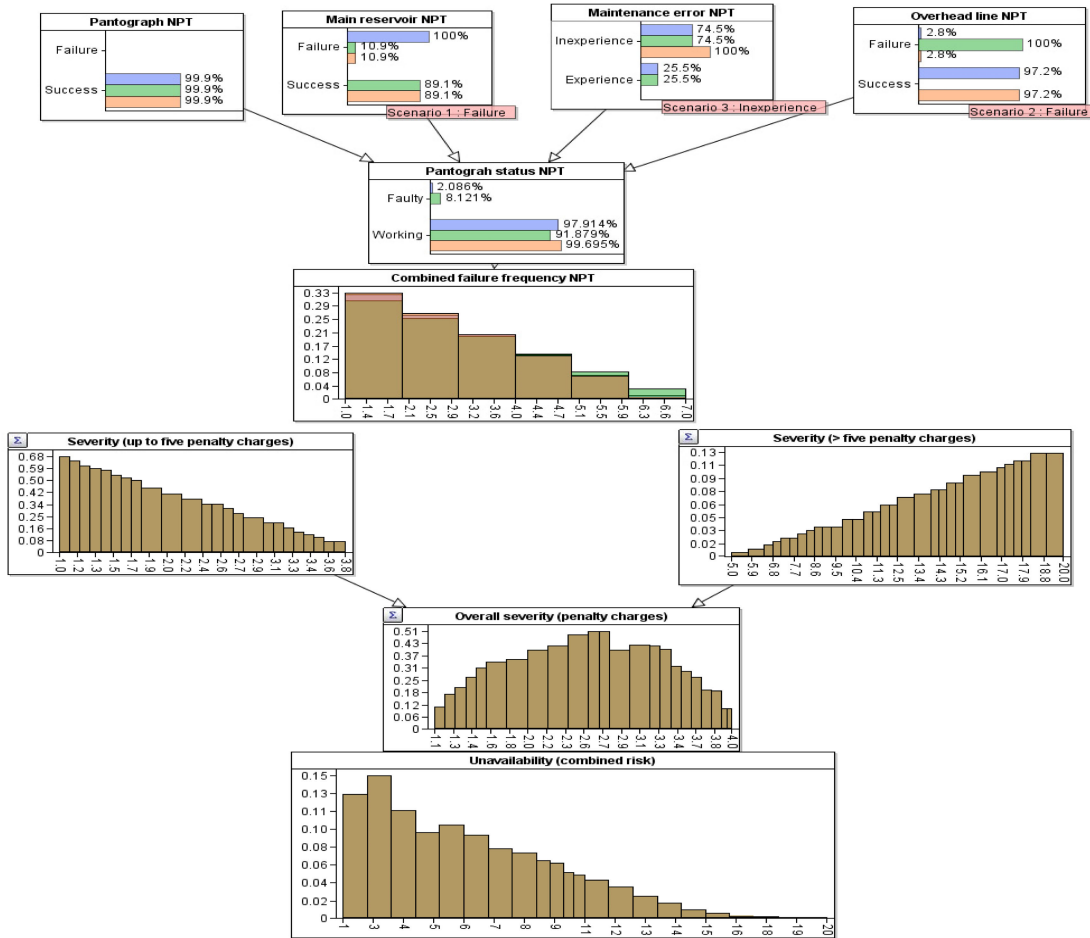 Pantograph NPT
Failure
Success
99.9%
99.9%
99.9%
Main reservoir NPT
Failure
100%
10.9%
10.9%
Success
89.1%
89.1%
Scenario 1 : Failure
Maintenance error NPT
Inexperience
74.5%
74.5%
100%
Experience
25.5%
25.5%
Scenario 3 : Inexperience
Overhead line NPT
Failure
2.8%
100%
2.8%
Success
97.2%
97.2%
Scenario 2 : Failure
Pantograh status NPT
Faulty
2.086%
8.121%
Working
97.914%
91.879%
99.695%
Combined failure frequency NPT
0.33
0.29
0.25
0.21
0.17
0.12
0.08
0.04
0
1.0 1.4 1.7 2.1 2.5 2.9 3.2 3.6 4.0 4.4 4.7 5.1 5.5 5.9 6.3 6.6 7.0
Σ Severity (up to five penalty charges)
0.68
0.59
0.50
0.42
0.34
0.25
0.16
0.08
0
1.0 1.2 1.3 1.5 1.7 1.9 2.0 2.2 2.4 2.6 2.7 2.9 3.1 3.3 3.4 3.6 3.8
Σ Severity (> five penalty charges)
0.13
0.11
0.09
0.08
0.06
0.05
0.03
0.02
0
5.0 5.9 6.8 7.7 8.6 9.5 10.4 11.3 12.5 13.4 14.3 15.2 16.1 17.0 17.9 18.8 20.0
Σ Overall severity (penalty charges)
0.51
0.43
0.37
0.31
0.25
0.18
0.12
0.06
0
1.1 1.3 1.4 1.6 1.8 2.0 2.2 2.3 2.6 2.7 2.9 3.1 3.3 3.4 3.7 3.8 4.0
Unavailability (combined risk)
0.15
0.13
0.11
0.10
0.08
0.06
0.04
0.02
0
1 3 4 5 6 7 8 9 11 12 13 14 15 16 17 19 20